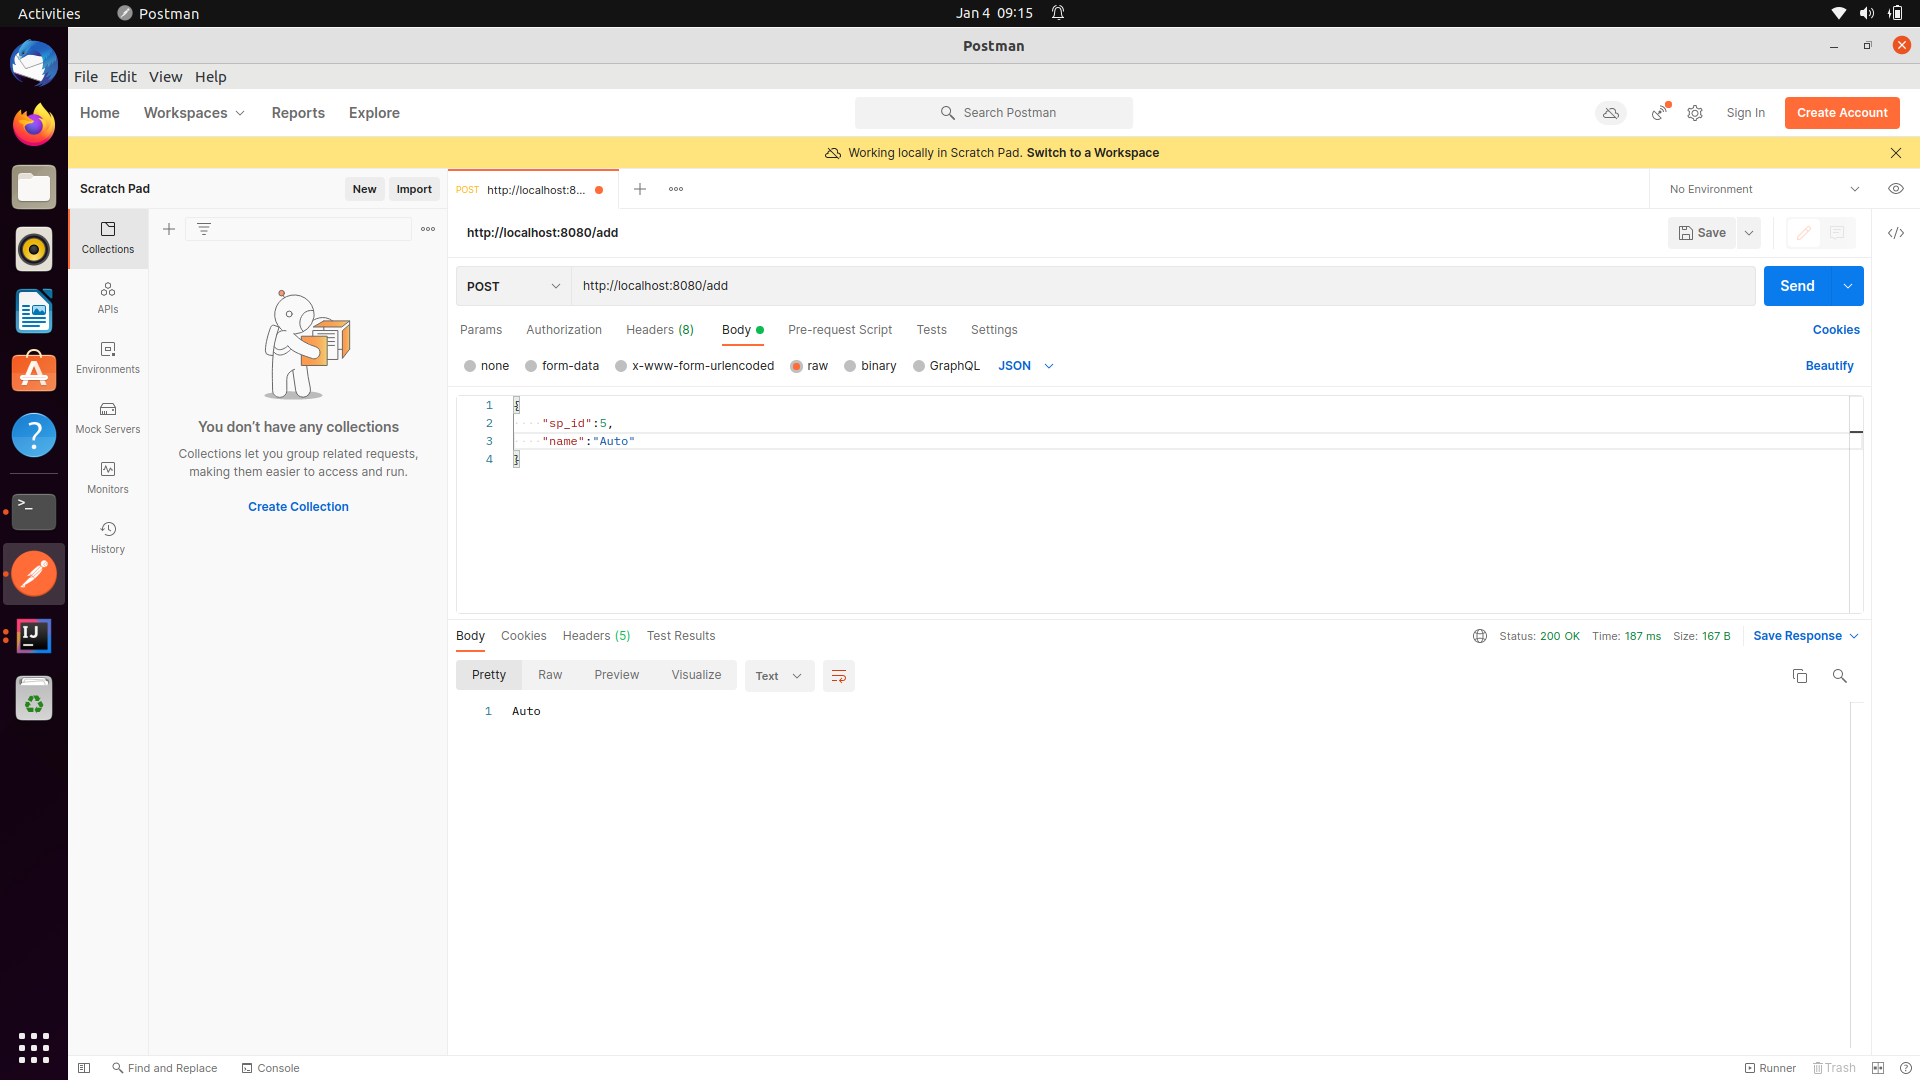 Activities
Postman
Jan 4 09:15
Postman
File Edit View Help
Home
Workspaces
Reports
Explore
Search Postman
Sign In
Create Account
Working locally in Scratch Pad. Switch to a Workspace
Scratch Pad
New
Import
POST http://localhost:8...
No Environment
Collections
http://localhost:8080/add
Save
APIs
POST
http://localhost:8080/add
Send
Params
Authorization
Headers (8)
Body
Pre-request Script
Tests
Settings
Cookies
Environments
none
form-data
x-www-form-urlencoded
raw
binary
GraphQL
JSON
Beautify
1 {
2 "sp_id":5,
3 "name":"Auto"
4 }
Mock Servers
You don't have any collections
Collections let you group related requests,
making them easier to access and run.
Create Collection
Monitors
History
Body
Cookies
Headers (5)
Test Results
Status: 200 OK
Time: 187 ms
Size: 167 B
Save Response
Pretty
Raw
Preview
Visualize
Text
1 Auto
Find and Replace
Console
Runner
Trash